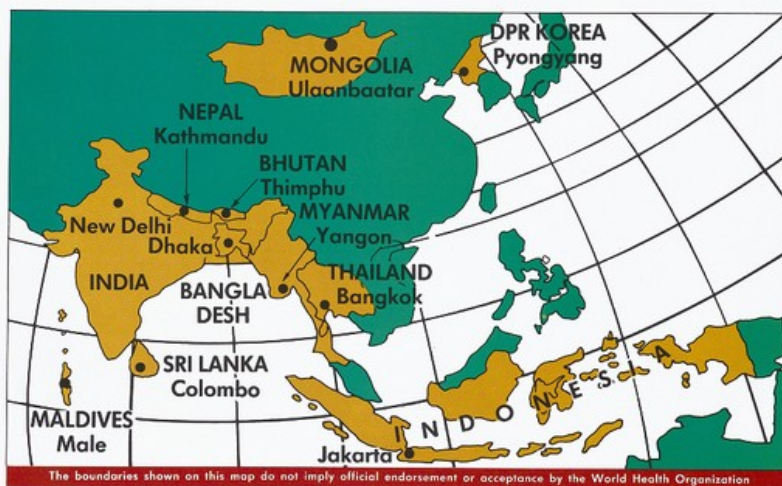 DPR KOREA
Pyongyang
MONGOLIA
Ulaanbaatar
NEPAL
Kathmandu
BHUTAN
Thimphu
MYANMAR
Yangon
New Delhi
Dhaka
INDIA
BANGLA
DESH
THAILAND
Bangkok
SRI LANKA
Colombo
MALDIVES
Male
INDONESIA
Jakarta
The boundaries shown on this map do not imply official endorsement or acceptance by the World Health Organization